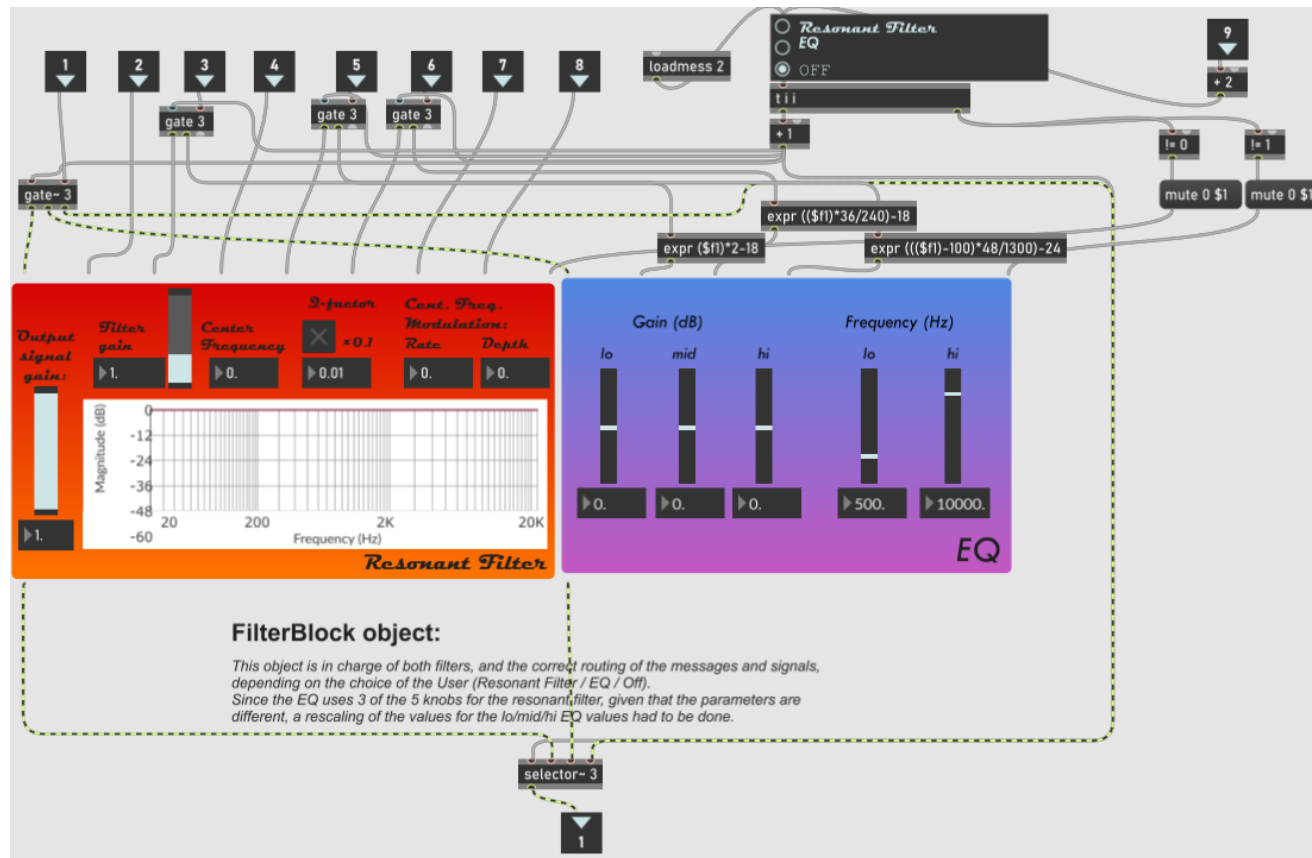 1
2
3
4
5
6
7
8
9
loadmess 2
Resonant Filter
EQ
OFF
+ 2
t i i
+ 1
gate 3
gate 3
gate 3
!= 0
!= 1
gate~ 3
mute 0 $1
mute 0 $1
expr (($f1)*36/240)-18
expr ($f1)*2-18
expr ((($f1)-100)*48/1300)-24
Output
signal
gain:
1.
Filter
gain
1.
Center
Frequency
0.
Q-factor
×0.1
0.01
Cent. Freq.
Modulation:
Rate
Depth
0.
0.
Magnitude (dB)
0
-12
-24
-36
-48
-60
20
200
2K
20K
Frequency (Hz)
Resonant Filter
Gain (dB)
Frequency (Hz)
lo
mid
hi
lo
hi
0.
0.
0.
500.
10000.
EQ
FilterBlock object:
This object is in charge of both filters, and the correct routing of the messages and signals,
depending on the choice of the User (Resonant Filter / EQ / Off).
Since the EQ uses 3 of the 5 knobs for the resonant filter, given that the parameters are
different, a rescaling of the values for the lo/mid/hi EQ values had to be done.
selector~ 3
1